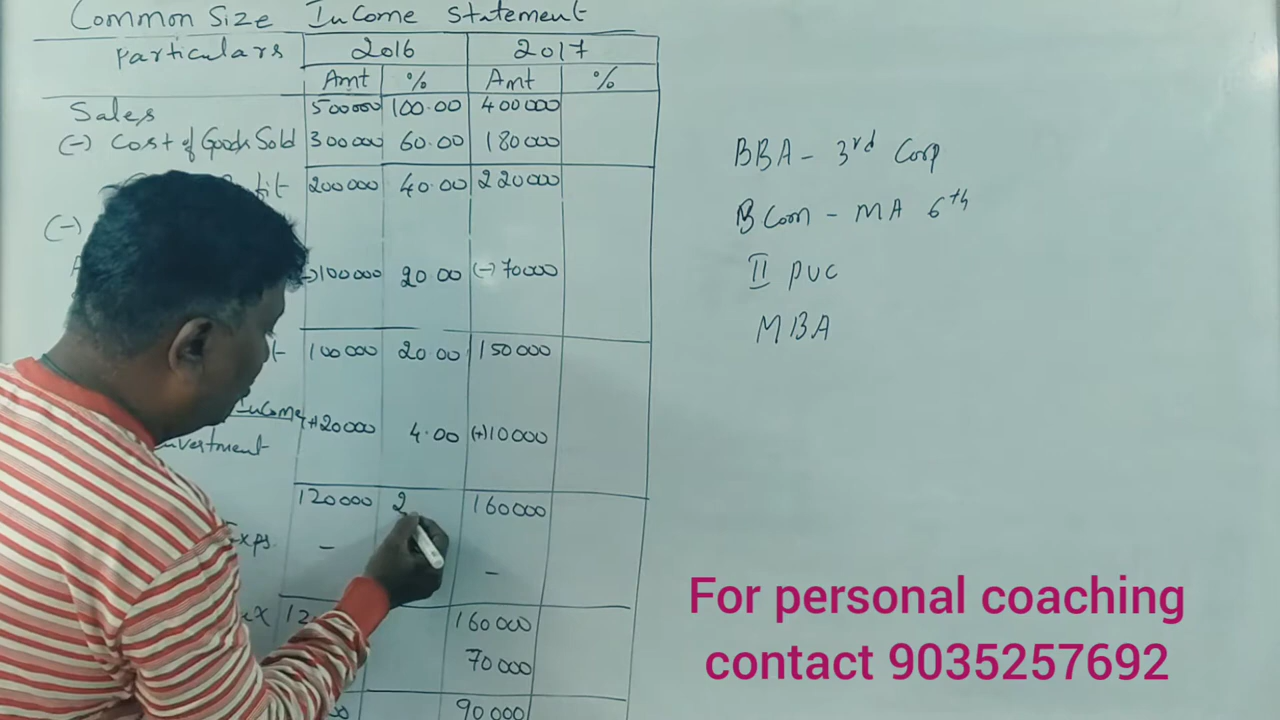 Common Size Income Statement
Particulars 2016 2017
Amt % Amt %
Sales 500000 100.00 400000
(-) Cost of Goods Sold 300000 60.00 180000
200000 40.00 220000
(-)
(-)100000 20.00 (-)70000
100000 20.00 150000
Income +20000 4.00 (+)10000
Investment
120000 2 160000
Exps. - -
160000
70000
90000
BBA - 3rd Corp
BCom - MA 6th
II PUC
MBA
For personal coaching
contact 9035257692